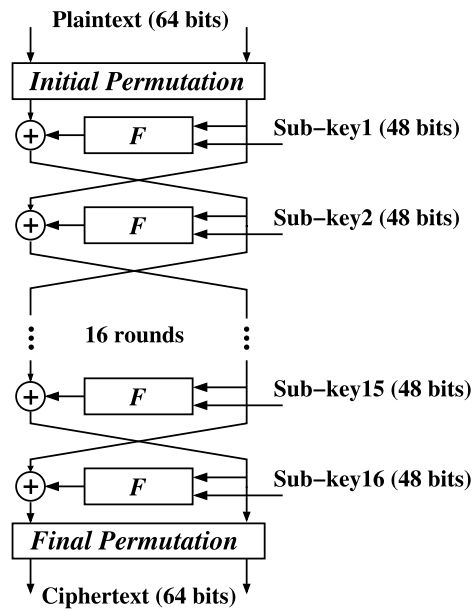 Plaintext (64 bits)
Initial Permutation
+
F
Sub-key1 (48 bits)
+
F
Sub-key2 (48 bits)
16 rounds
+
F
Sub-key15 (48 bits)
+
F
Sub-key16 (48 bits)
Final Permutation
Ciphertext (64 bits)